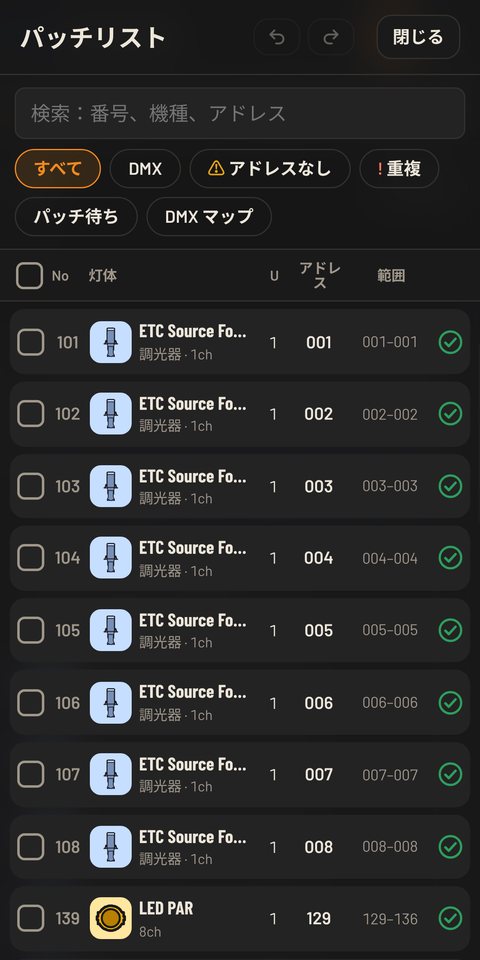 パッチリスト
閉じる
検索：番号、機種、アドレス
すべて DMX アドレスなし ! 重複
パッチ待ち DMX マップ
No 灯体 U アドレス 範囲
101 ETC Source Fo... 1 001 001–001
調光器 · 1ch
102 ETC Source Fo... 1 002 002–002
調光器 · 1ch
103 ETC Source Fo... 1 003 003–003
調光器 · 1ch
104 ETC Source Fo... 1 004 004–004
調光器 · 1ch
105 ETC Source Fo... 1 005 005–005
調光器 · 1ch
106 ETC Source Fo... 1 006 006–006
調光器 · 1ch
107 ETC Source Fo... 1 007 007–007
調光器 · 1ch
108 ETC Source Fo... 1 008 008–008
調光器 · 1ch
139 LED PAR 1 129 129–136
8ch